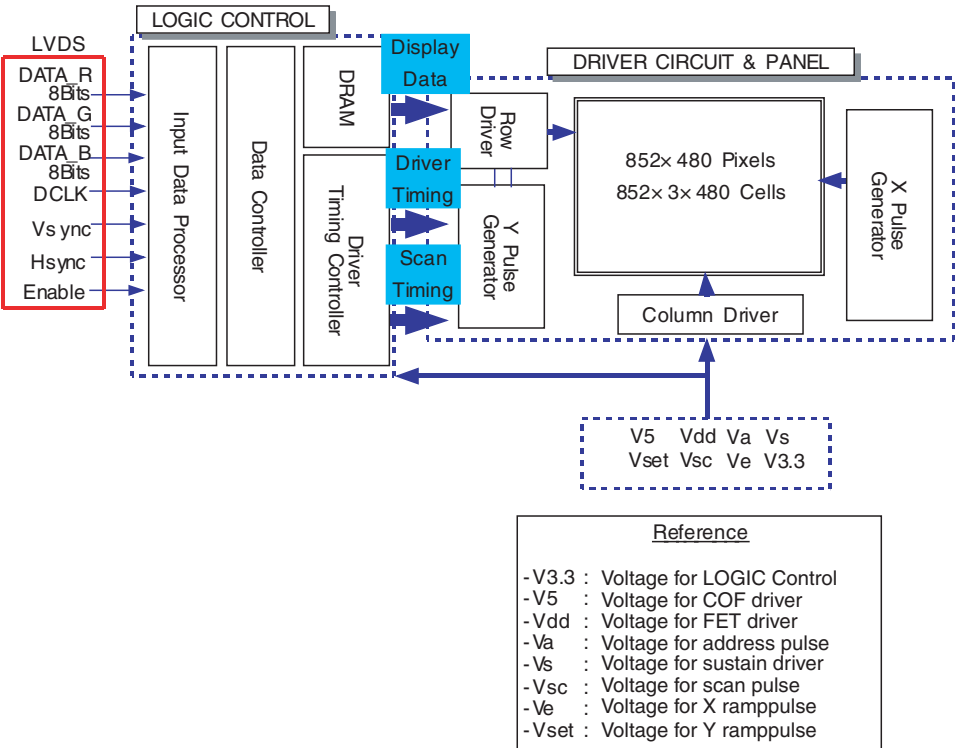 LOGIC CONTROL
LVDS
DATA_R
8Bits
DATA_G
8Bits
DATA_B
8Bits
DCLK
Vsync
Hsync
Enable
Input Data Processor
Data Controller
DRAM
Driver
Timing Controller
Display
Data
Driver
Timing
Scan
Timing
DRIVER CIRCUIT & PANEL
Row
Driver
Y Pulse
Generator
852×480 Pixels
852×3×480 Cells
X Pulse
Generator
Column Driver
V5 Vdd Va Vs
Vset Vsc Ve V3.3
Reference
-V3.3 : Voltage for LOGIC Control
-V5 : Voltage for COF driver
-Vdd : Voltage for FET driver
-Va : Voltage for address pulse
-Vs : Voltage for sustain driver
-Vsc : Voltage for scan pulse
-Ve : Voltage for X ramppulse
-Vset : Voltage for Y ramppulse